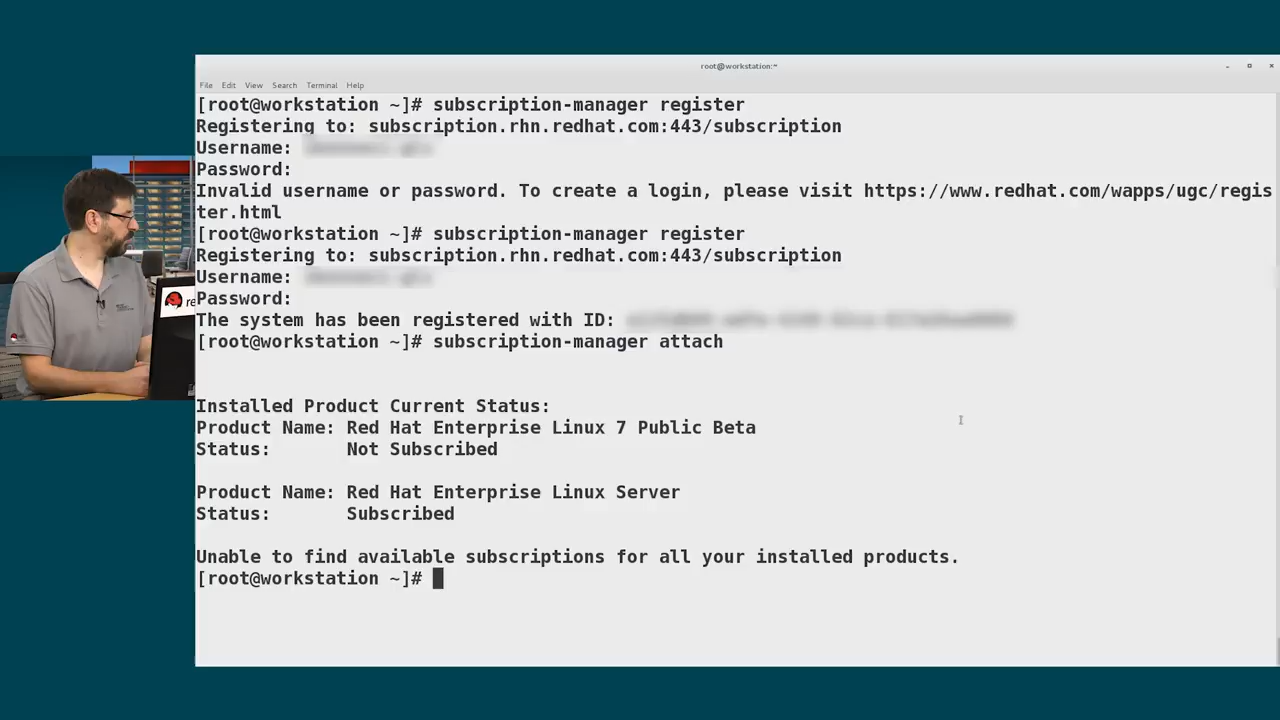 root@workstation:~
File Edit View Search Terminal Help
[root@workstation ~]# subscription-manager register
Registering to: subscription.rhn.redhat.com:443/subscription
Username:
Password:
Invalid username or password. To create a login, please visit https://www.redhat.com/wapps/ugc/regis
ter.html
[root@workstation ~]# subscription-manager register
Registering to: subscription.rhn.redhat.com:443/subscription
Username:
Password:
The system has been registered with ID:
[root@workstation ~]# subscription-manager attach
Installed Product Current Status:
Product Name: Red Hat Enterprise Linux 7 Public Beta
Status: Not Subscribed
Product Name: Red Hat Enterprise Linux Server
Status: Subscribed
Unable to find available subscriptions for all your installed products.
[root@workstation ~]#
re